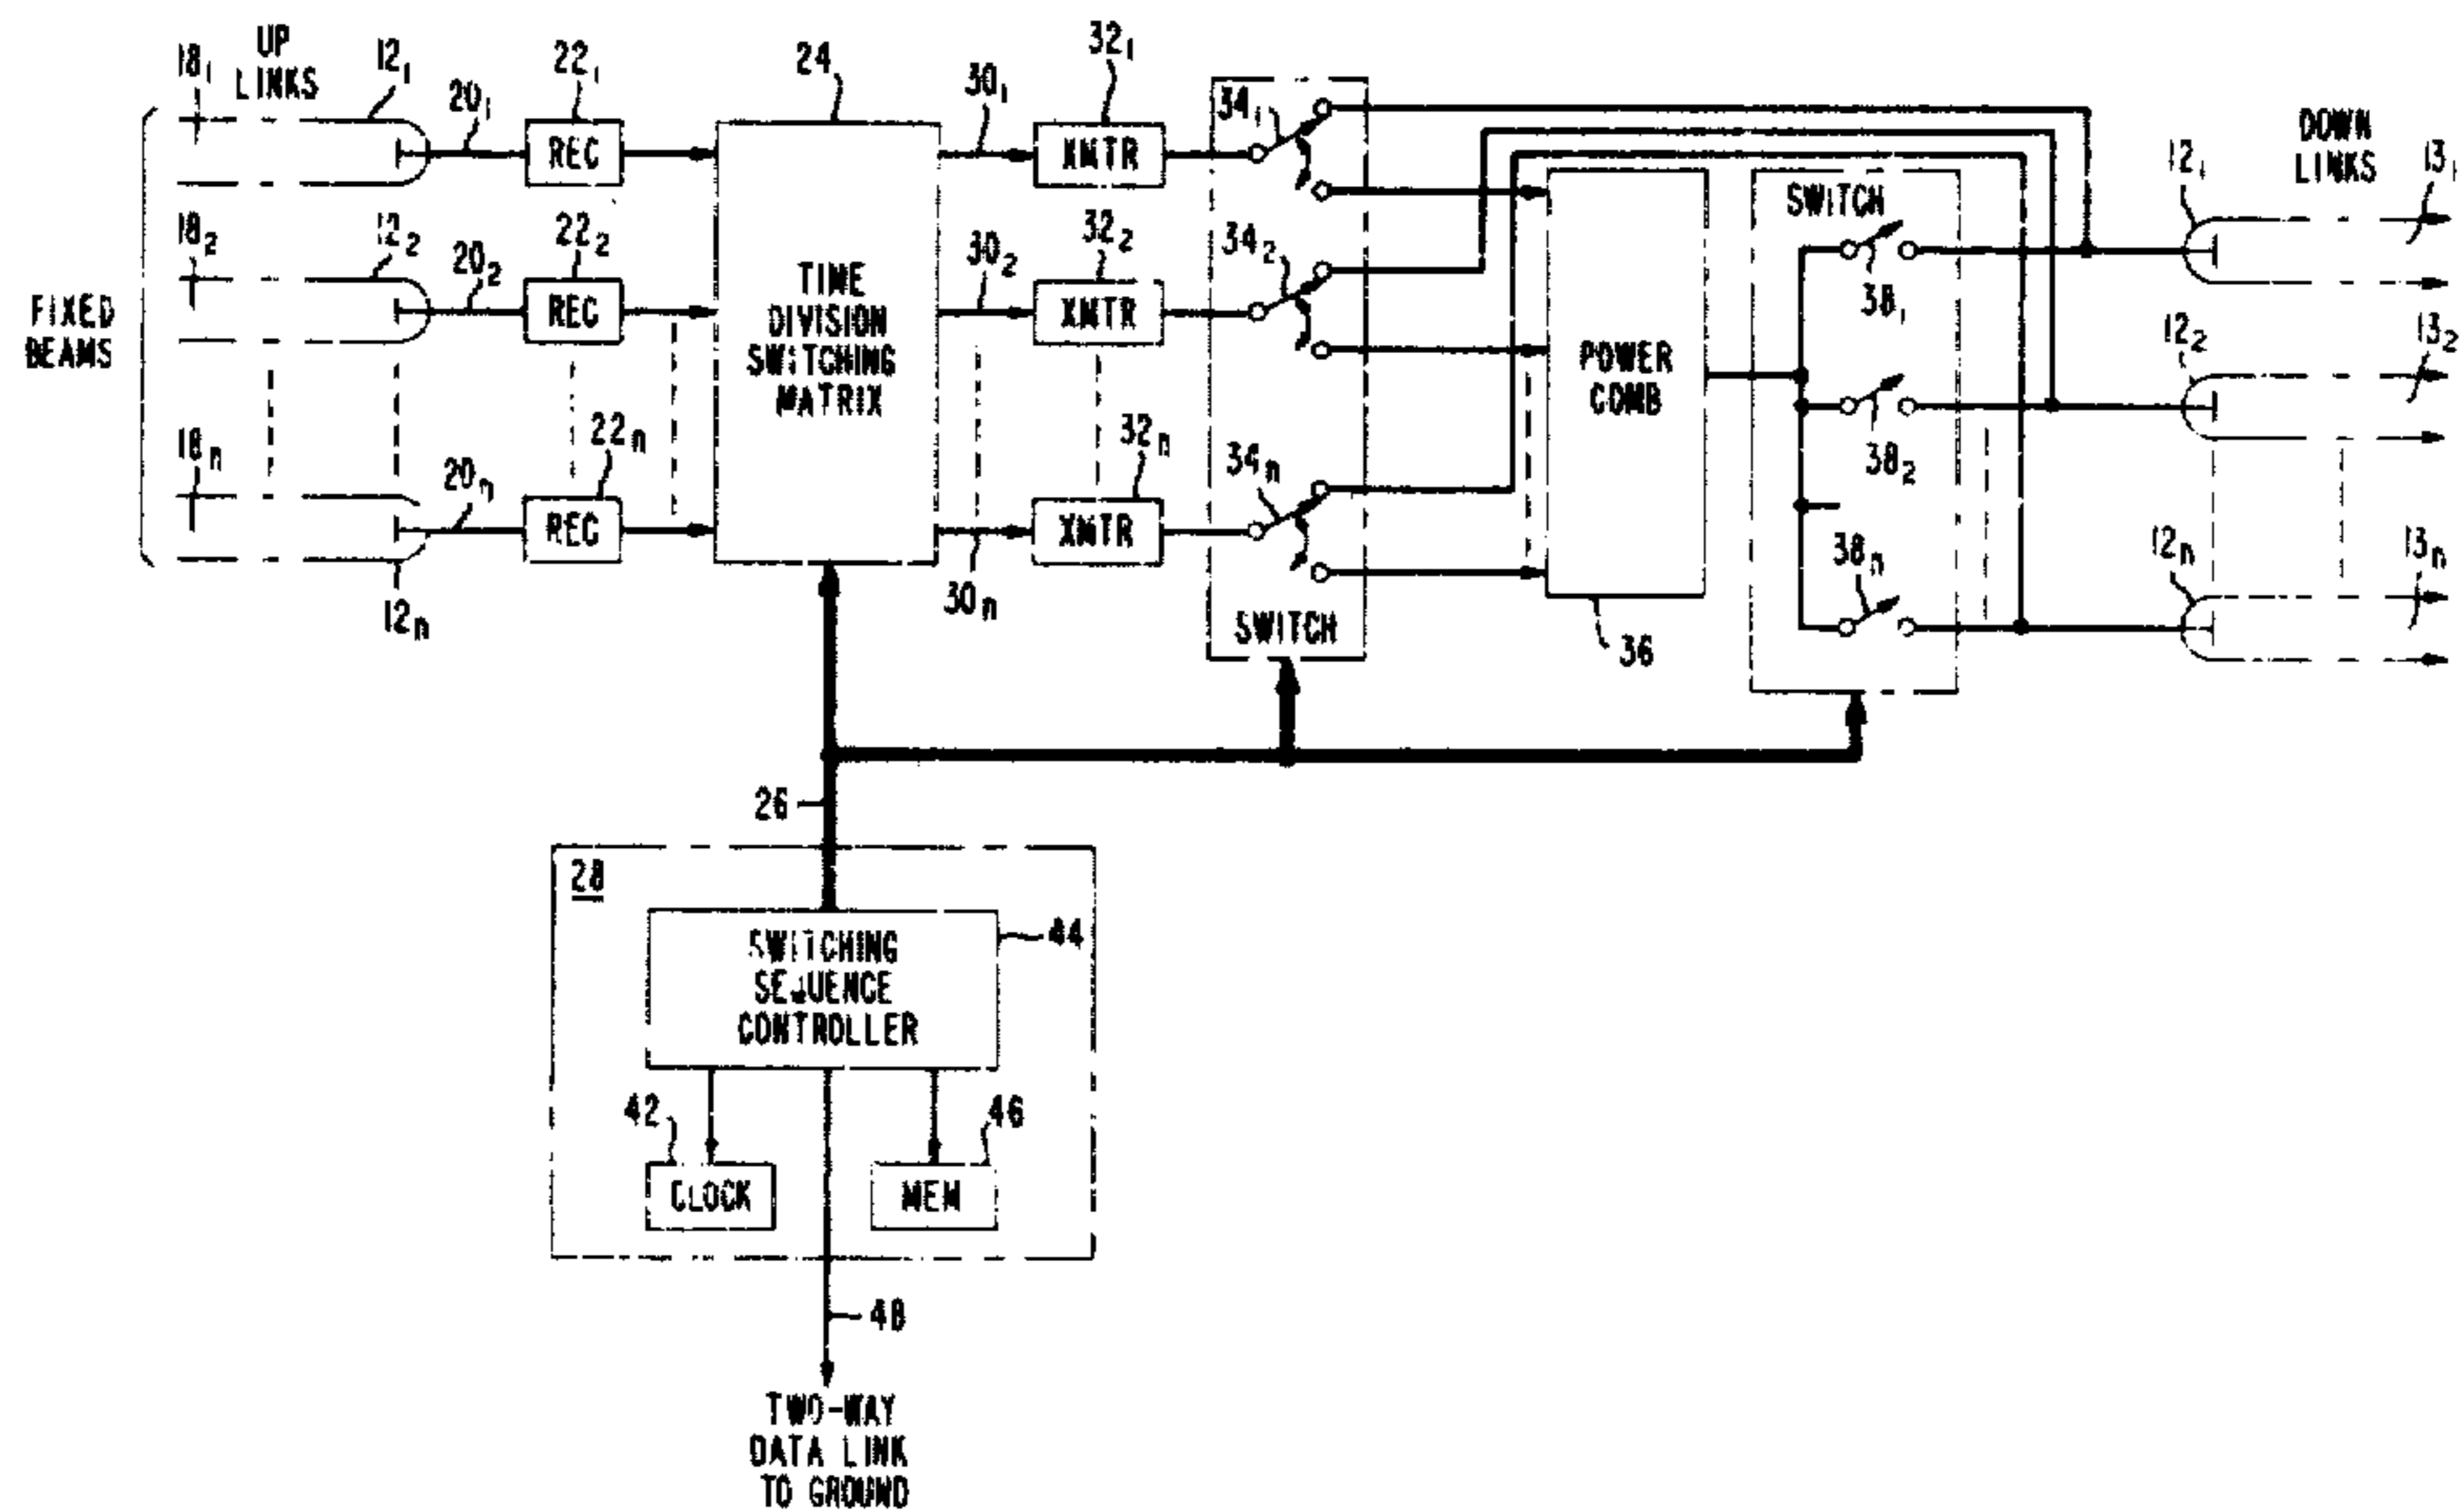 UP
LINKS
18₁
12₁
20₁
22₁
REC
24
30₁
32₁
XMTR
34₁
DOWN
LINKS
12₁
13₁
18₂
12₂
20₂
22₂
REC
30₂
32₂
XMTR
34₂
SWITCH
38₁
12₂
13₂
FIXED
BEAMS
TIME
DIVISION
SWITCHING
MATRIX
POWER
COMB
38₂
18n
20n
22n
REC
12n
30n
32n
XMTR
34n
SWITCH
36
38n
12n
13n
26
28
SWITCHING
SEQUENCE
CONTROLLER
44
42
CLOCK
46
MEM
48
TWO-WAY
DATA LINK
TO GROUND